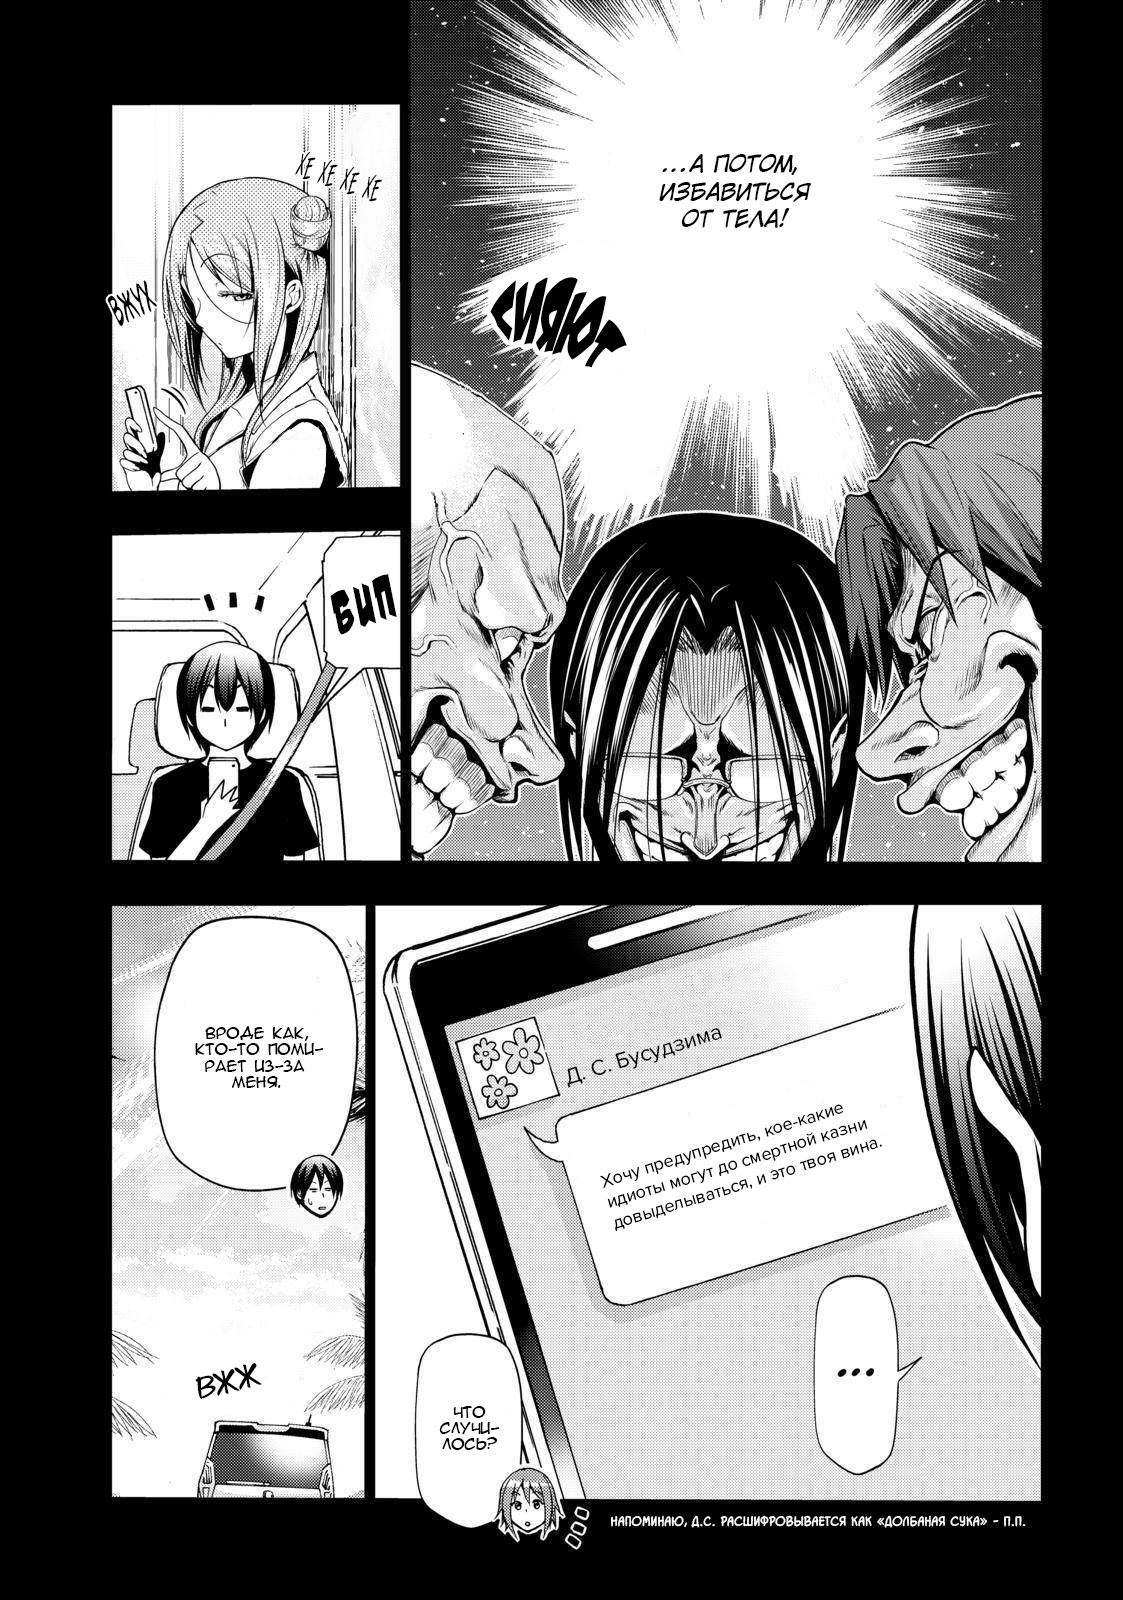 ...А ПОТОМ,
ИЗБАВИТЬСЯ
ОТ ТЕЛА!
СИЯЮТ
ХЕ ХЕ ХЕ ХЕ
ВЖУХ
БИП
Д. С. Бусудзима
Хочу предупредить, кое-какие
идиоты могут до смертной казни
довыделываться, и это твоя вина.
...
ЧТО
СЛУЧИ-
ЛОСЬ?
ВРОДЕ КАК,
КТО-ТО ПОМИ-
РАЕТ ИЗ-ЗА
МЕНЯ.
ВЖЖ
НАПОМИНАЮ, Д.С. РАСШИФРОВЫВАЕТСЯ КАК «ДОЛБАНАЯ СУКА» - П.П.